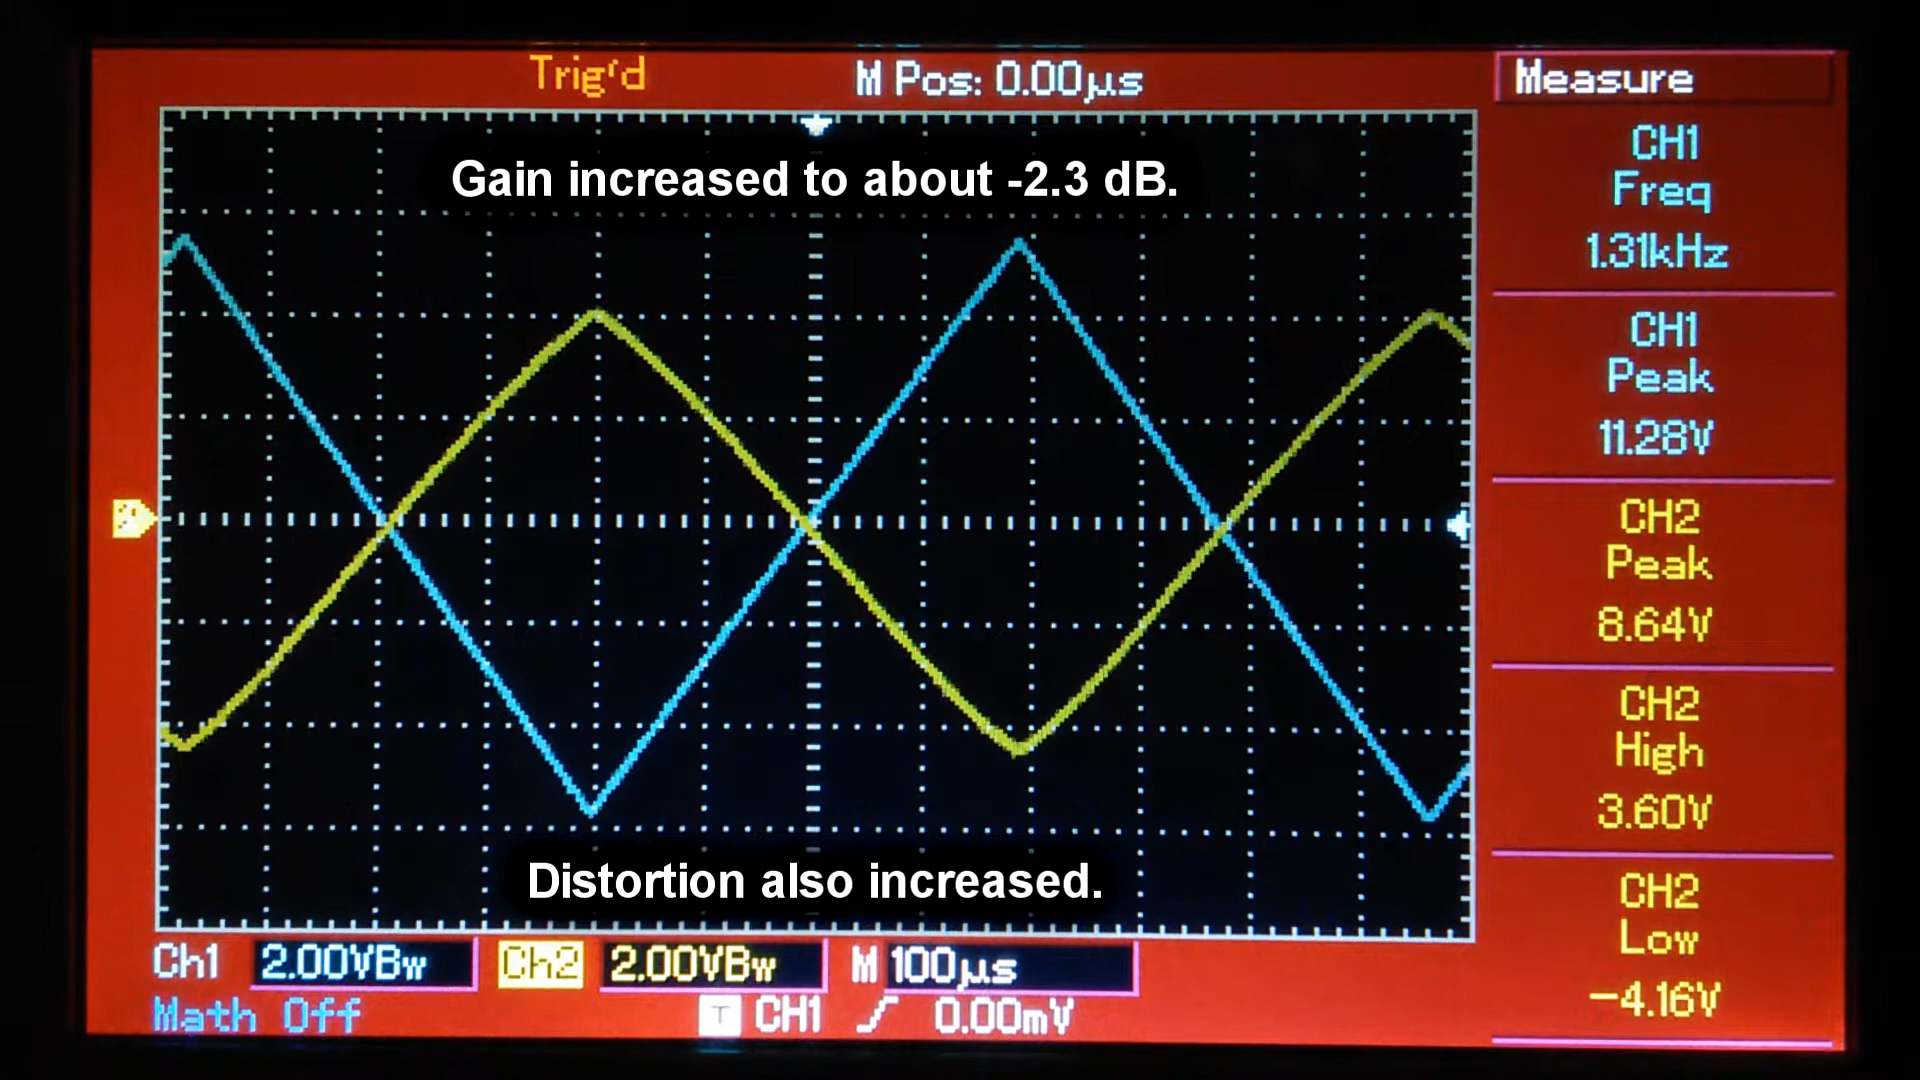 Trig'd
M Pos: 0.00µs
Measure
Gain increased to about -2.3 dB.
CH1
Freq
1.31kHz
CH1
Peak
11.28V
CH2
Peak
8.64V
CH2
High
3.60V
CH2
Low
-4.16V
Distortion also increased.
Ch1 2.00VBw Ch2 2.00VBw M 100µs
Math Off T CH1 0.00mV